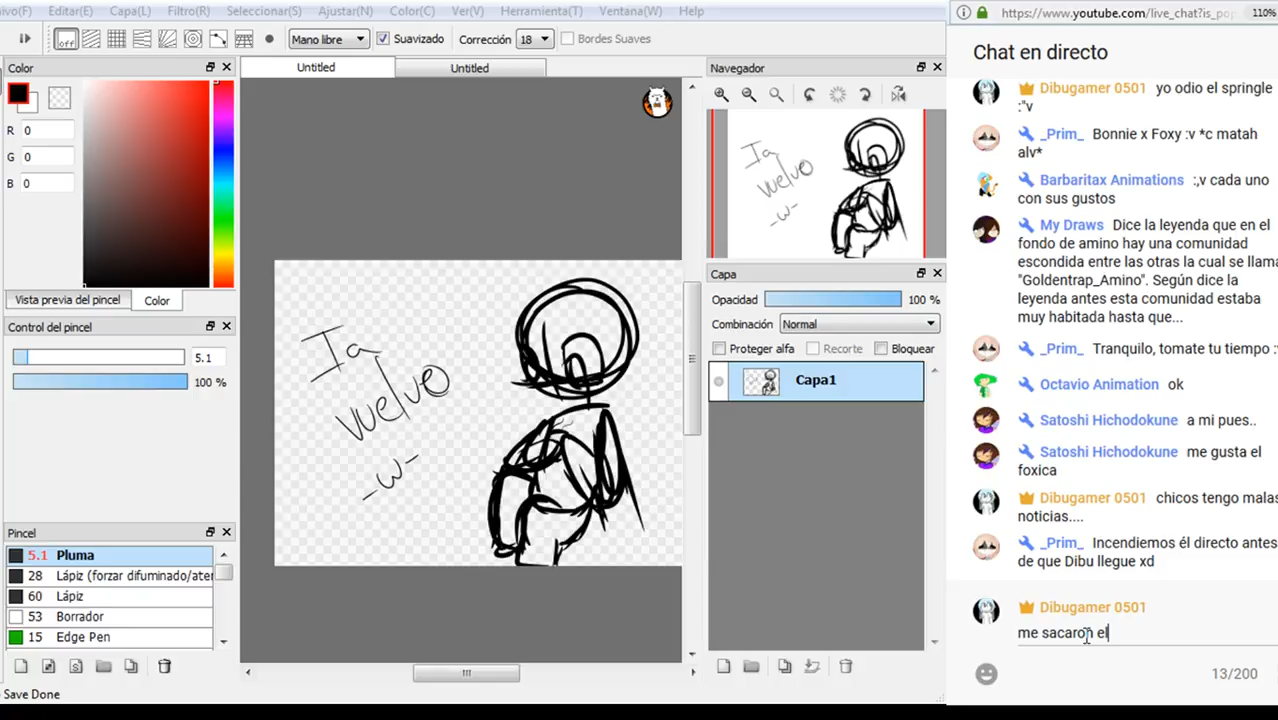 ivo(F) Editar(E) Capa(L) Filtro(R) Seleccionar(S) Ajustar(N) Color(C) Ver(V) Herramienta(T) Ventana(W) Help
off Mano libre Suavizado Corrección 18 Bordes Suaves
Color
R 0
G 0
B 0
Vista previa del pincel Color
Control del pincel
5.1
100 %
Pincel
5.1 Pluma
28 Lápiz (forzar difuminado/ater
60 Lápiz
53 Borrador
15 Edge Pen
Save Done
Untitled Untitled
Ia
vuelvo
-w-
Navegador
Ia
vuelvo
-w-
Capa
Opacidad 100 %
Combinación Normal
Proteger alfa Recorte Bloquear
Capa1
https://www.youtube.com/live_chat?is_po 110%
Chat en directo
Dibugamer 0501 yo odio el springle
:"v
_Prim_ Bonnie x Foxy :v *c matah
alv*
Barbaritax Animations :,v cada uno
con sus gustos
My Draws Dice la leyenda que en el
fondo de amino hay una comunidad
escondida entre las otras la cual se llama
"Goldentrap_Amino". Según dice la
leyenda antes esta comunidad estaba
muy habitada hasta que...
_Prim_ Tranquilo, tomate tu tiempo :
Octavio Animation ok
Satoshi Hichodokune a mi pues..
Satoshi Hichodokune me gusta el
foxica
Dibugamer 0501 chicos tengo malas
noticias....
_Prim_ Incendiemos él directo antes
de que Dibu llegue xd
Dibugamer 0501
me sacaron el
13/200